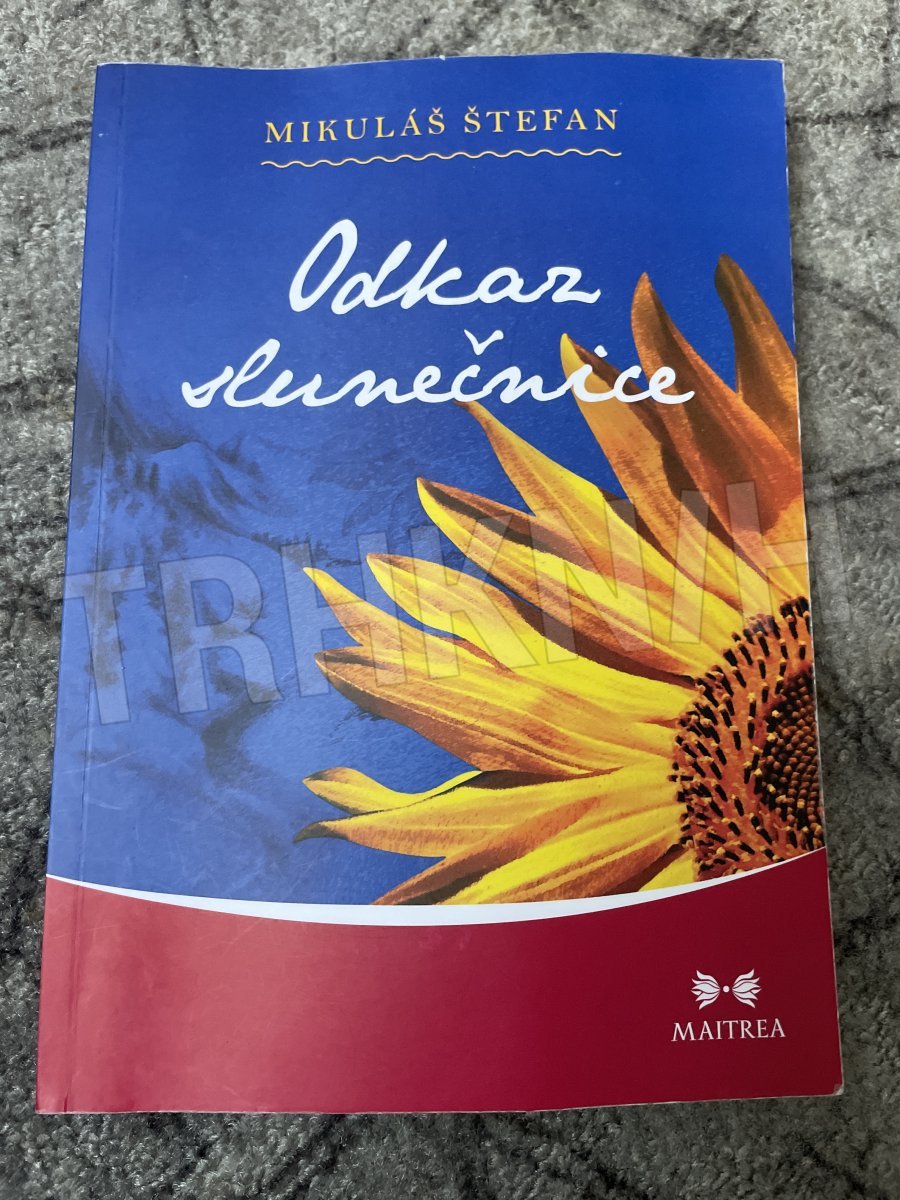 MIKULÁŠ ŠTEFAN
Odkaz
slunečnice
TRHKNIH
MAITREA